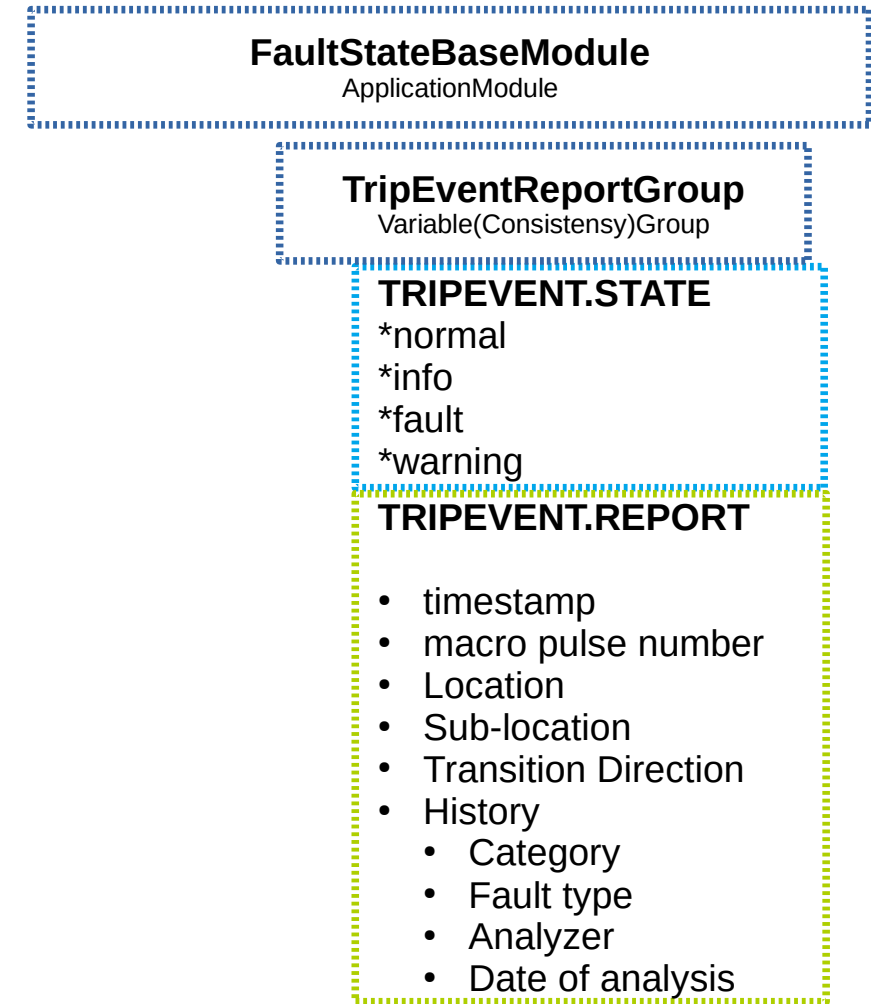 FaultStateBaseModule
ApplicationModule
TripEventReportGroup
Variable(Consistensy)Group
TRIPEVENT.STATE
*normal
*info
*fault
*warning
TRIPEVENT.REPORT
• timestamp
• macro pulse number
• Location
• Sub-location
• Transition Direction
• History
• Category
• Fault type
• Analyzer
• Date of analysis